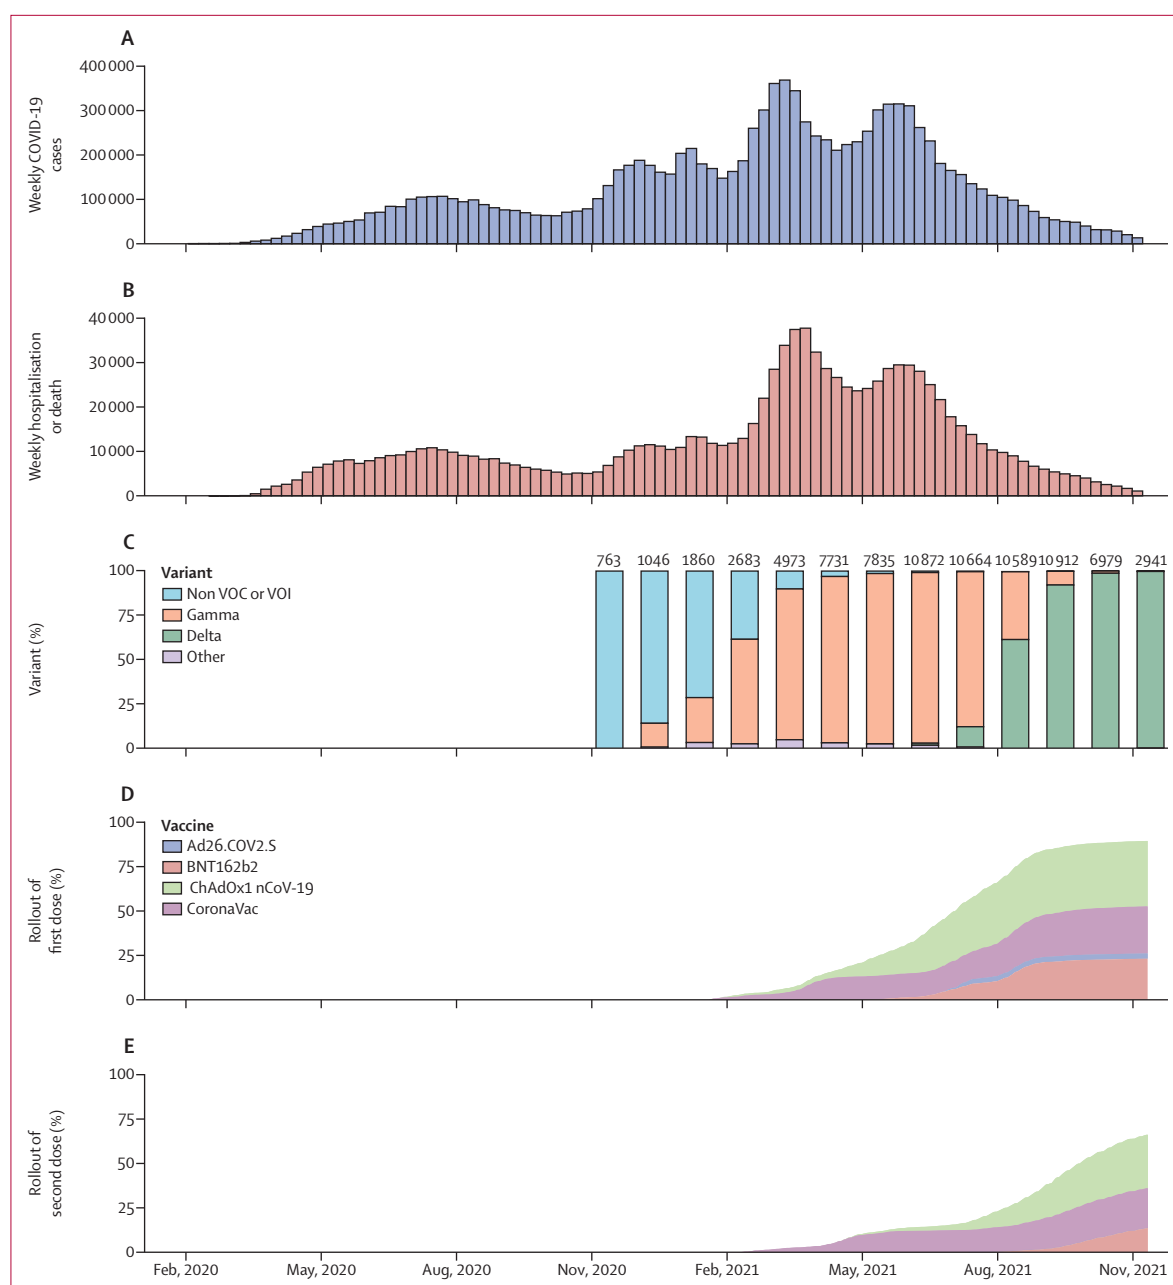 A
400 000
300 000
200 000
100 000
0
Weekly COVID-19
cases
B
40 000
30 000
20 000
10 000
0
Weekly hospitalisation
or death
C
763 1046 1860 2683 4973 7731 7835 10 872 10 664 10 589 10 912 6979 2941
100
75
50
25
0
Variant (%)
Variant
Non VOC or VOI
Gamma
Delta
Other
D
100
75
50
25
0
Rollout of
first dose (%)
Vaccine
Ad26.COV2.S
BNT162b2
ChAdOx1 nCoV-19
CoronaVac
E
100
75
50
25
0
Rollout of
second dose (%)
Feb, 2020 May, 2020 Aug, 2020 Nov, 2020 Feb, 2021 May, 2021 Aug, 2021 Nov, 2021